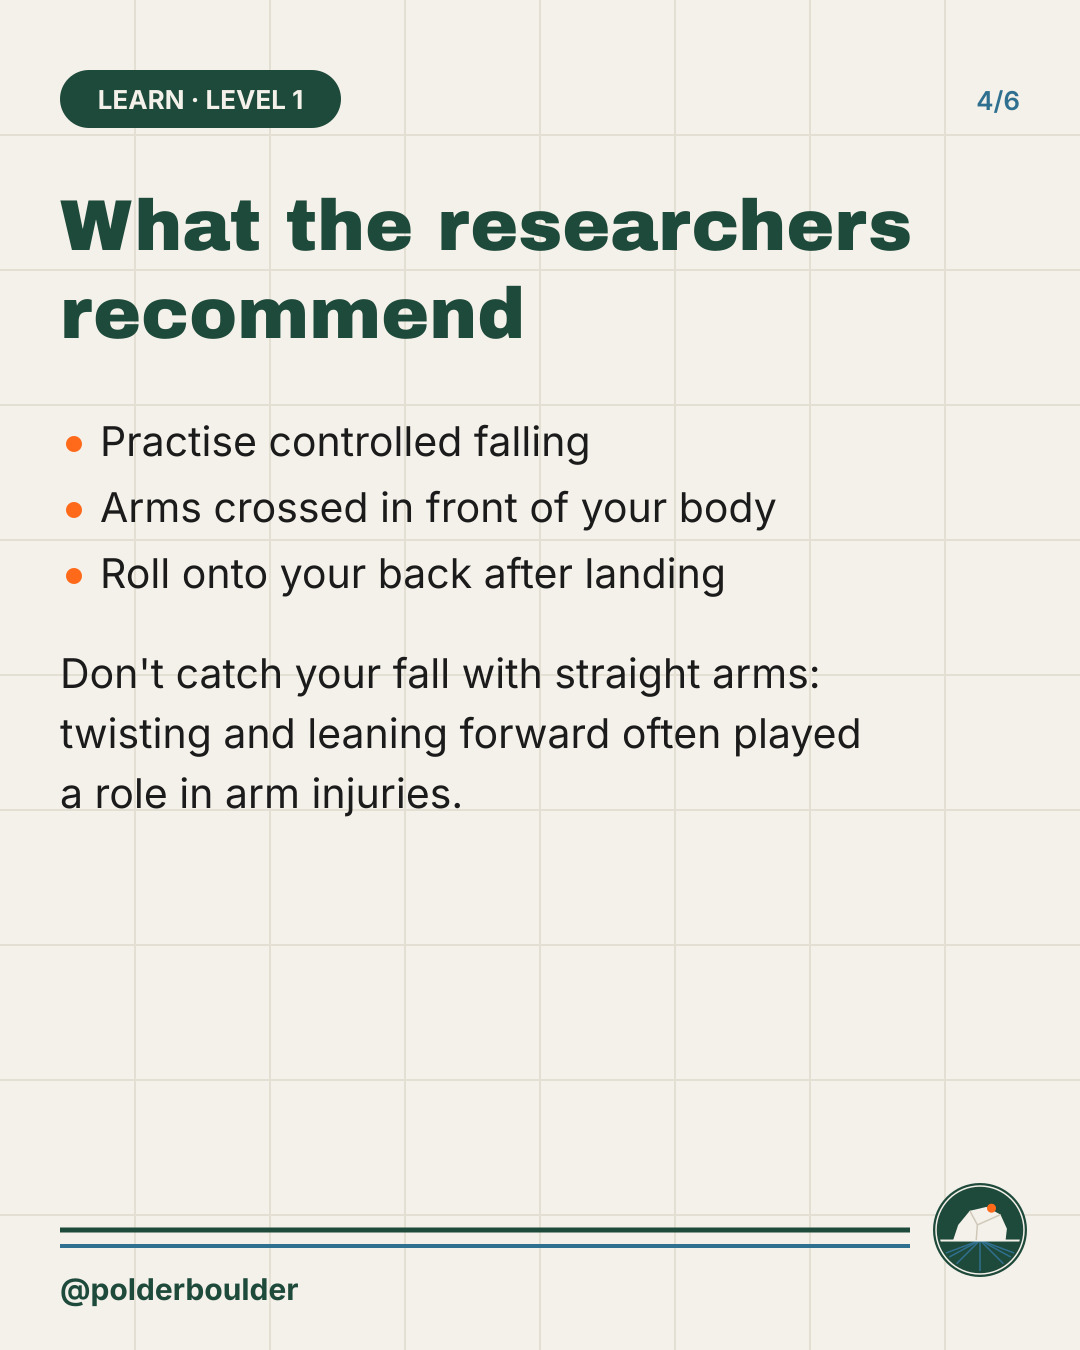 LEARN · LEVEL 1
4/6
What the researchers
recommend
• Practise controlled falling
• Arms crossed in front of your body
• Roll onto your back after landing
Don't catch your fall with straight arms:
twisting and leaning forward often played
a role in arm injuries.
@polderboulder